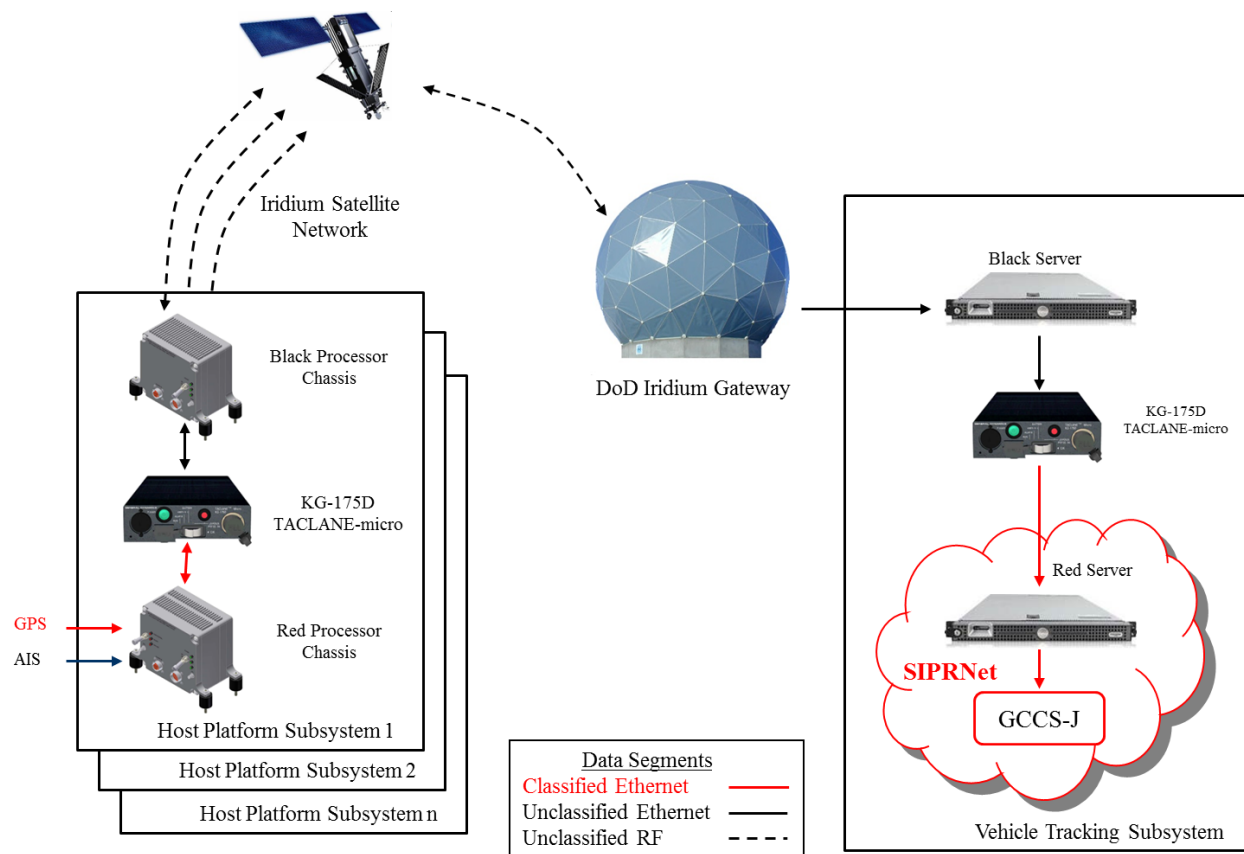 Iridium Satellite
Network
Black Processor
Chassis
KG-175D
TACLANE-micro
GPS
AIS
Red Processor
Chassis
Host Platform Subsystem 1
Host Platform Subsystem 2
Host Platform Subsystem n
DoD Iridium Gateway
Data Segments
Classified Ethernet
Unclassified Ethernet
Unclassified RF
Black Server
KG-175D
TACLANE-micro
Red Server
SIPRNet
GCCS-J
Vehicle Tracking Subsystem